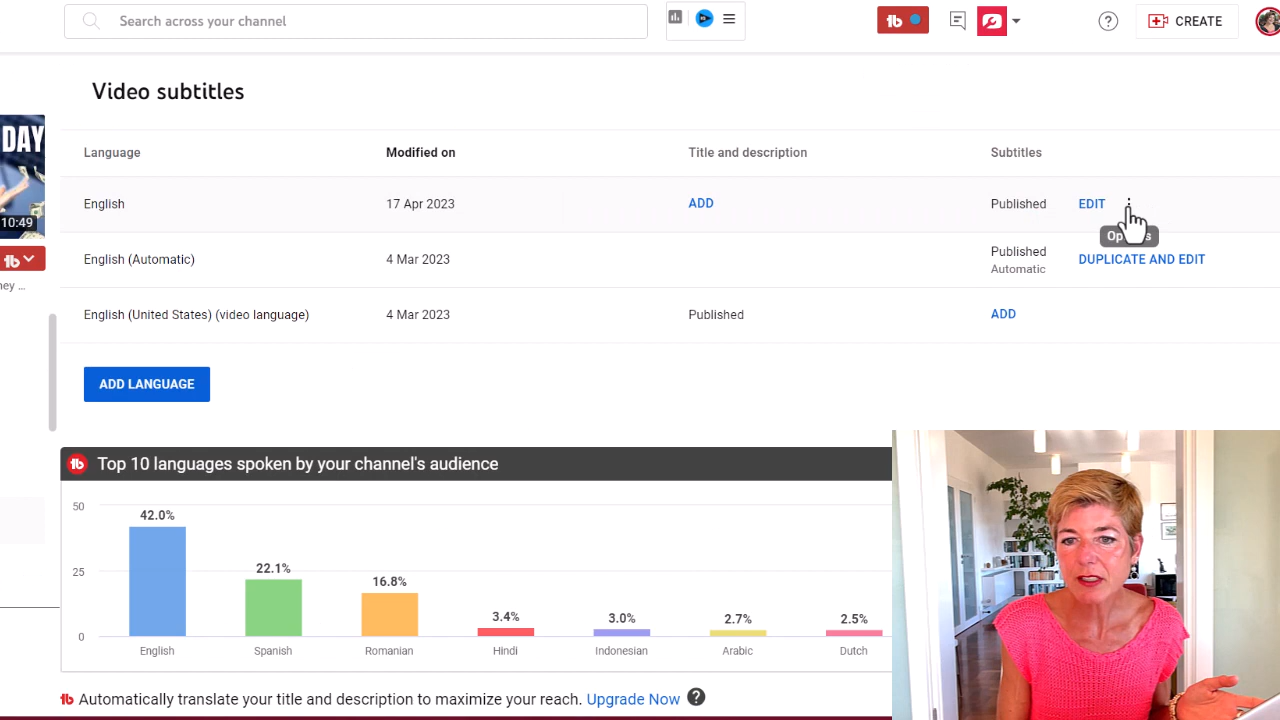 Search across your channel
CREATE
Video subtitles
DAY
10:49
ney ...
Language Modified on Title and description Subtitles
English 17 Apr 2023 ADD Published EDIT
English (Automatic) 4 Mar 2023 Published Automatic DUPLICATE AND EDIT
English (United States) (video language) 4 Mar 2023 Published ADD
ADD LANGUAGE
Top 10 languages spoken by your channel's audience
50
25
0
42.0% 22.1% 16.8% 3.4% 3.0% 2.7% 2.5%
English Spanish Romanian Hindi Indonesian Arabic Dutch
Automatically translate your title and description to maximize your reach. Upgrade Now